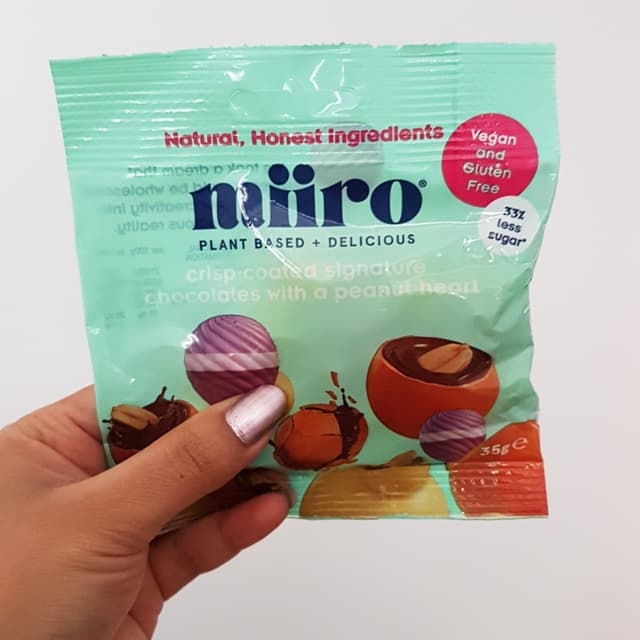 Natural, Honest Ingredients
Vegan
and
Gluten
Free
miiro®
33%
less
sugar*
PLANT BASED + DELICIOUS
crisp-coated signature
chocolates with a peanut heart
35g e